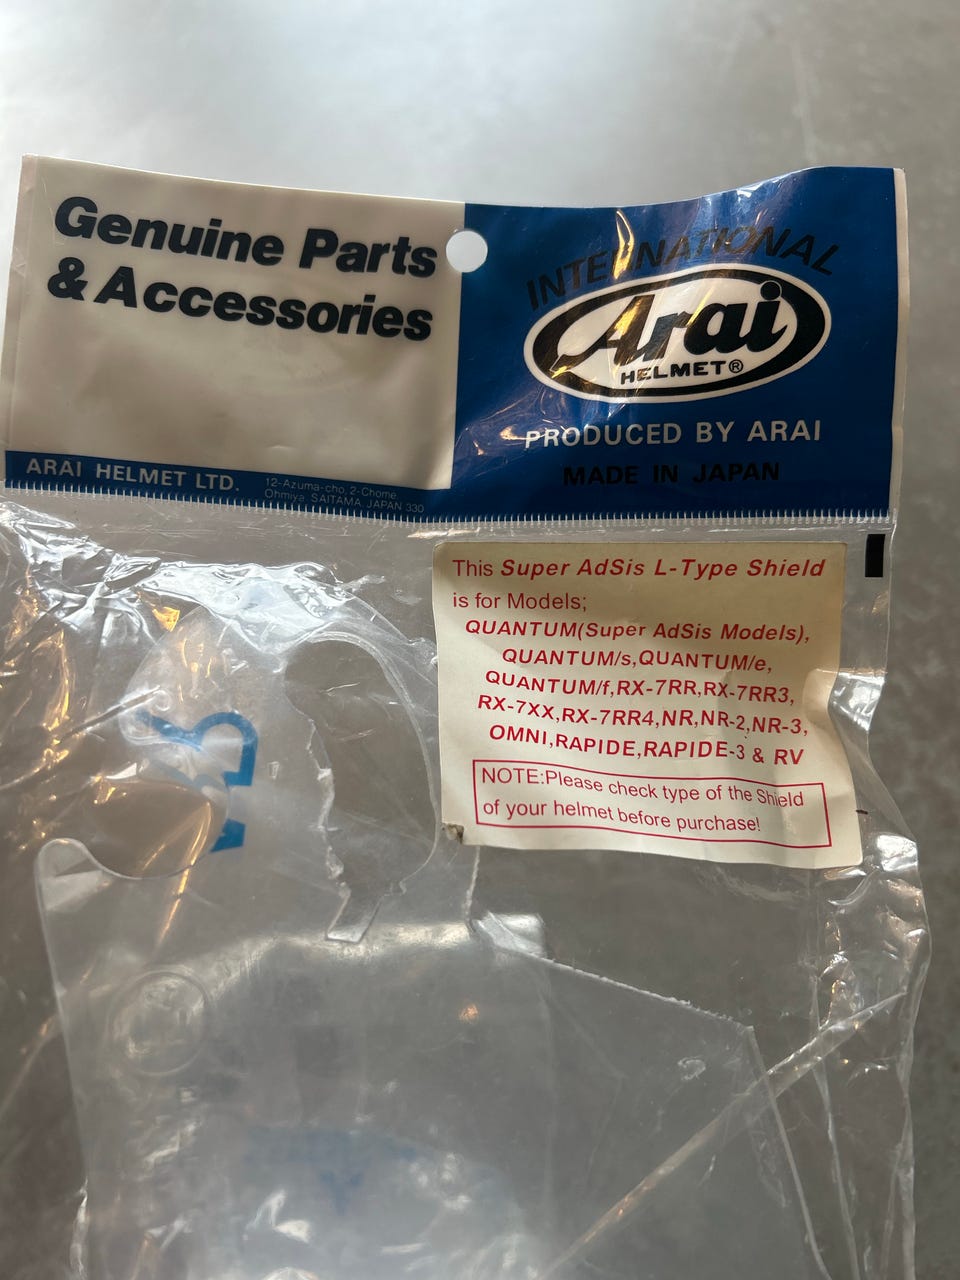 Genuine Parts
& Accessories
ARAI HELMET LTD.
12-Azuma-cho, 2-Chome
Ohmiya SAITAMA JAPAN 330
INTERNATIONAL
Arai
HELMET®
PRODUCED BY ARAI
MADE IN JAPAN
This Super AdSis L-Type Shield
is for Models;
QUANTUM(Super AdSis Models),
QUANTUM/s,QUANTUM/e,
QUANTUM/f,RX-7RR,RX-7RR3,
RX-7XX,RX-7RR4,NR,NR-2,NR-3,
OMNI,RAPIDE,RAPIDE-3 & RV
NOTE:Please check type of the Shield
of your helmet before purchase!